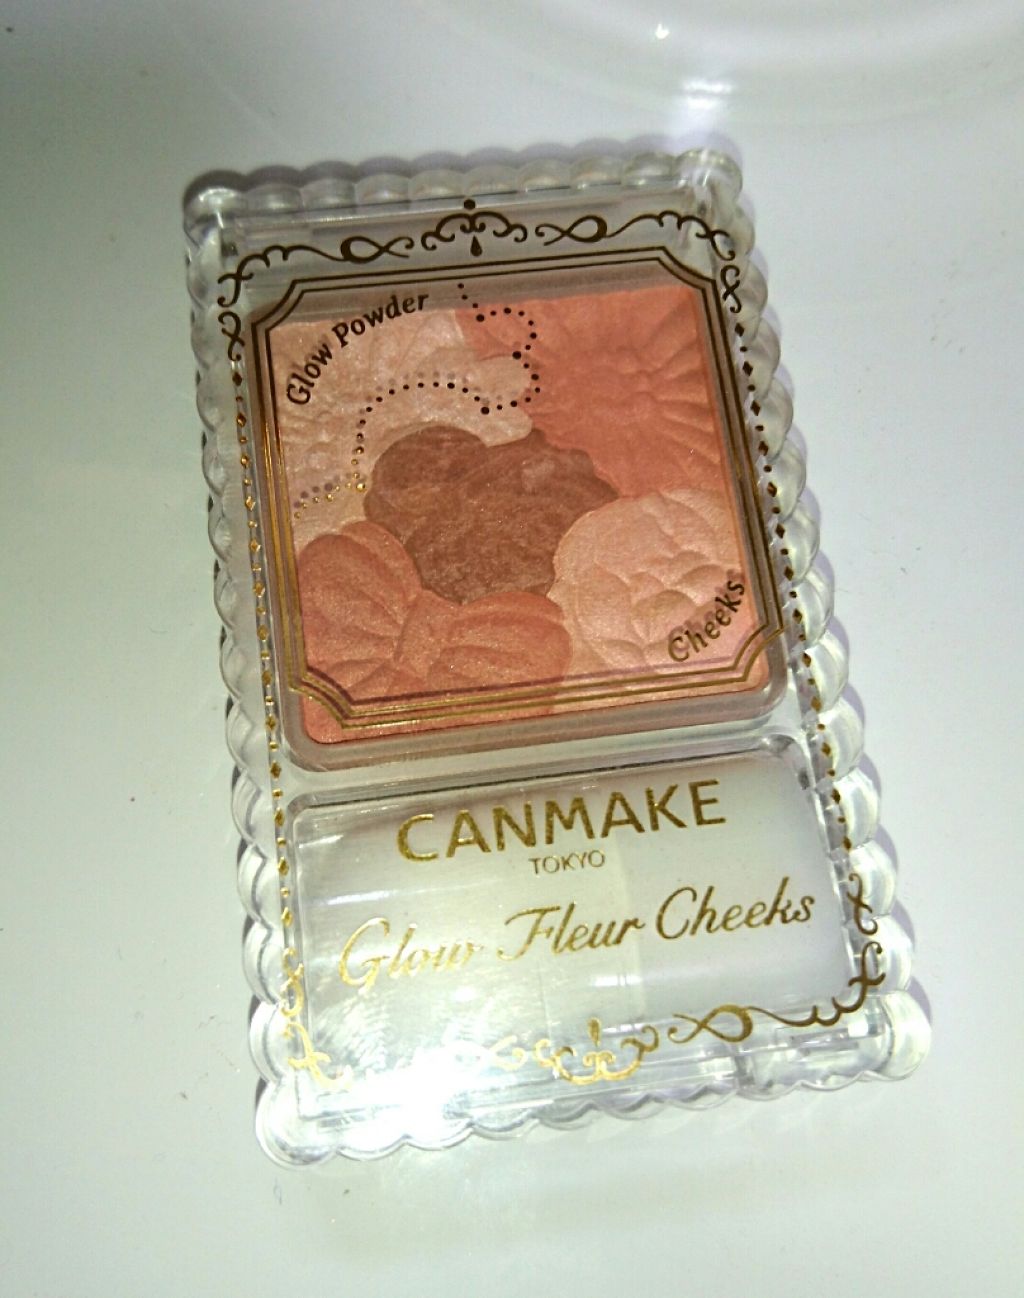 Glow Powder
Cheeks
CANMAKE
TOKYO
Glow Fleur Cheeks